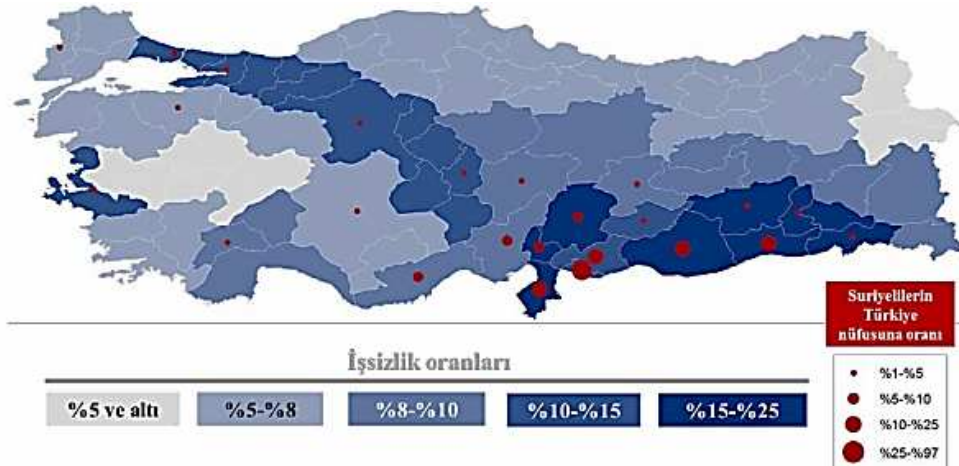 Suriyelilerin
Türkiye
nüfusuna oranı
İşsizlik oranları
%5 ve altı
%5-%8
%8-%10
%10-%15
%15-%25
%1-%5
%5-%10
%10-%25
%25-%97